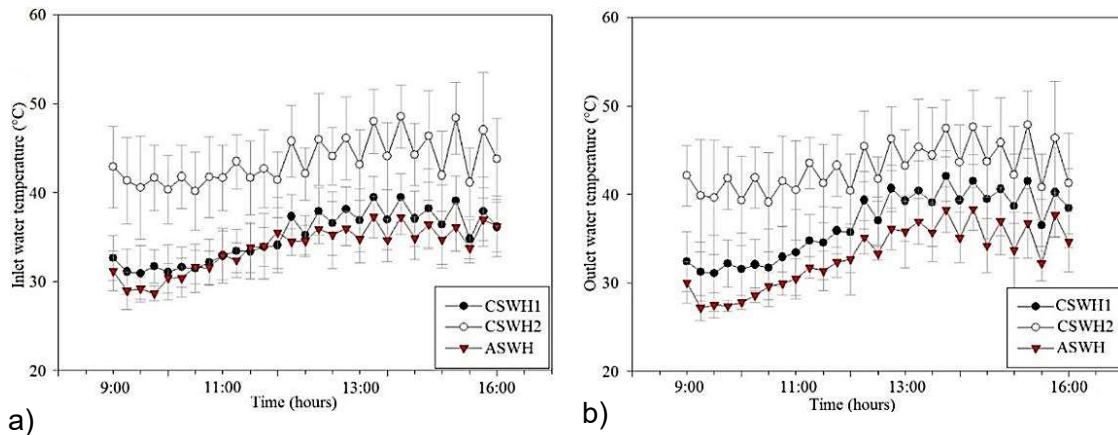 60
50
40
30
20
Inlet water temperature (°C)
CSWH1
CSWH2
ASWH
9:00 11:00 13:00 16:00
Time (hours)
a)
60
50
40
30
20
Outlet water temperature (°C)
CSWH1
CSWH2
ASWH
9:00 11:00 13:00 16:00
Time (hours)
b)